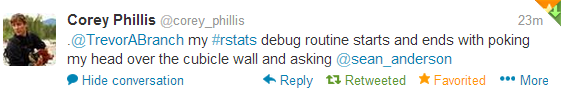 Corey Phillis @corey_phillis 23m
.@TrevorABranch my #rstats debug routine starts and ends with poking
my head over the cubicle wall and asking @sean_anderson
Hide conversation Reply Retweeted Favorited More